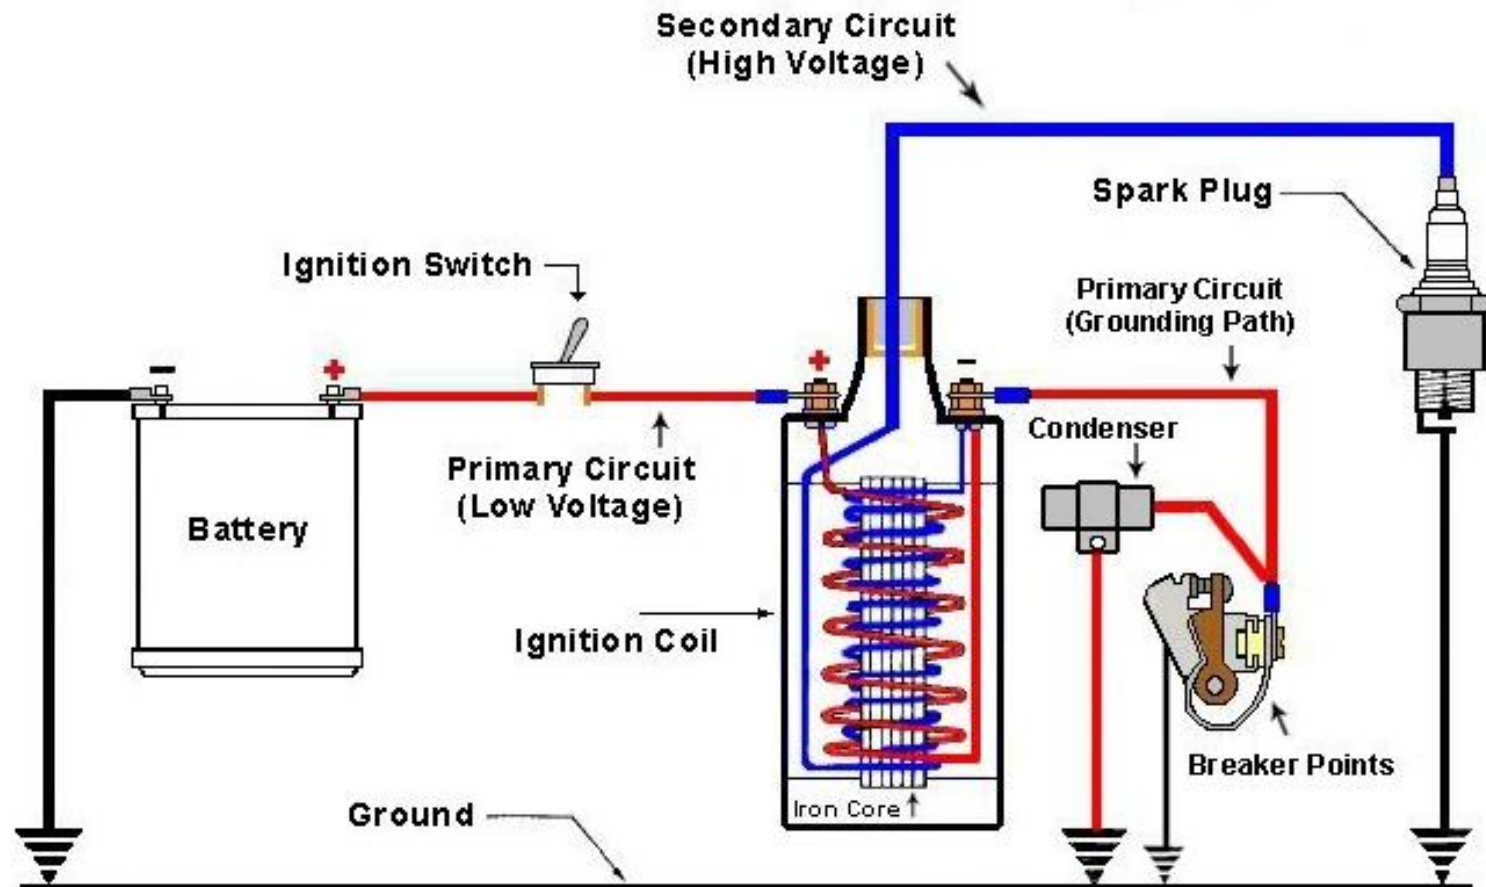 Secondary Circuit
(High Voltage)
Spark Plug
Ignition Switch
Primary Circuit
(Grounding Path)
- +
+ -
Condenser
Primary Circuit
(Low Voltage)
Battery
Ignition Coil
Breaker Points
Iron Core
Ground